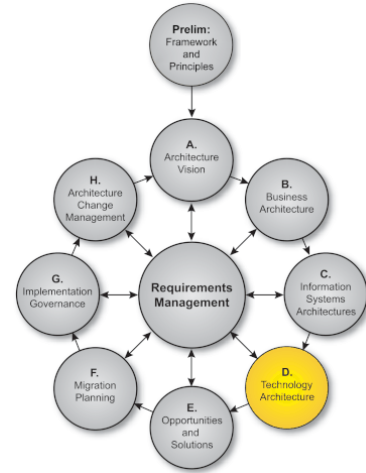 Prelim:
Framework
and
Principles
A.
Architecture
Vision
B.
Business
Architecture
C.
Information
Systems
Architectures
D.
Technology
Architecture
E.
Opportunities
and
Solutions
F.
Migration
Planning
G.
Implementation
Governance
H.
Architecture
Change
Management
Requirements
Management